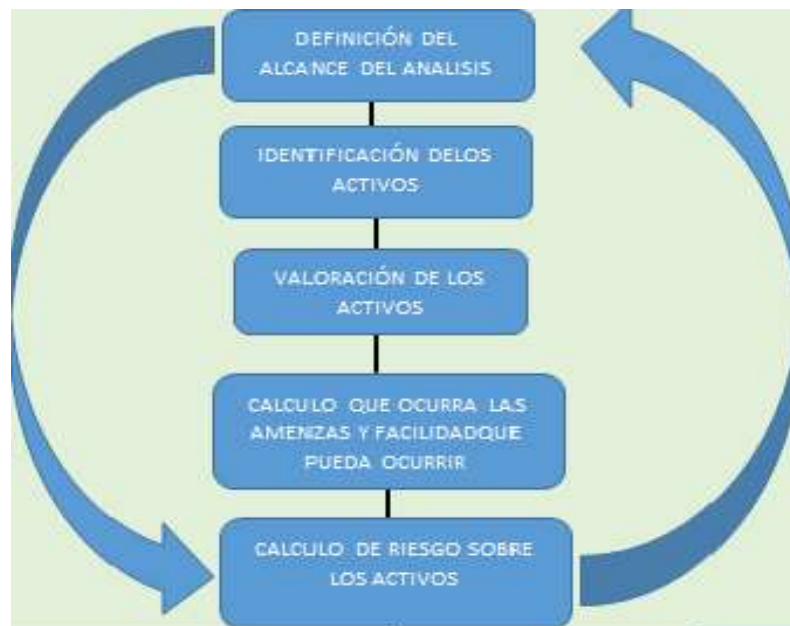 DEFINICIÓN DEL
ALCANCE DEL ANALISIS
IDENTIFICACIÓN DELOS
ACTIVOS
VALORACIÓN DE LOS
ACTIVOS
CALCULO QUE OCURRA LAS
AMENZAS Y FACILIDADQUE
PUEDA OCURRIR
CALCULO DE RIESGO SOBRE
LOS ACTIVOS